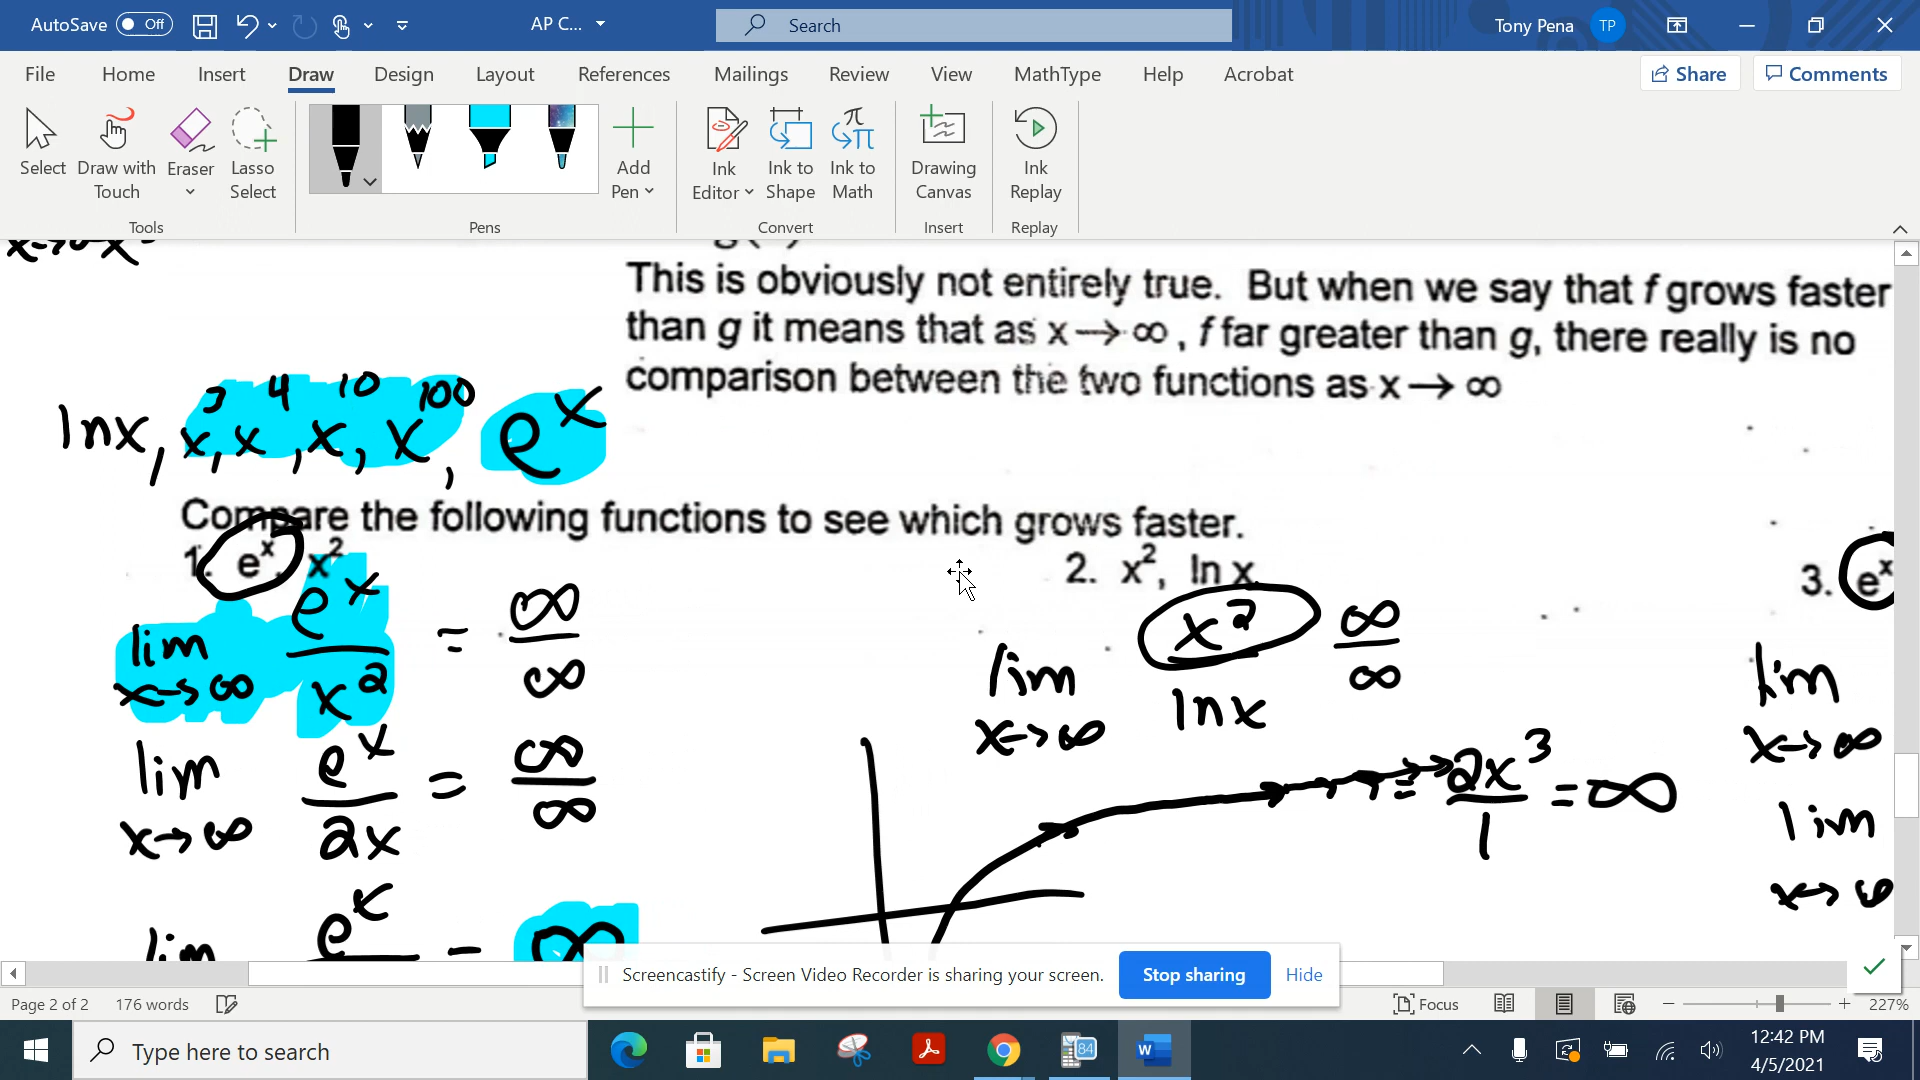 AutoSave Off AP C... Search Tony Pena TP
File Home Insert Draw Design Layout References Mailings Review View MathType Help Acrobat Share Comments
Select Draw with Touch Eraser Lasso Select Add Pen Ink Editor Ink to Shape Ink to Math Drawing Canvas Ink Replay
Tools Pens Convert Insert Replay
This is obviously not entirely true. But when we say that f grows faster
than g it means that as x→∞, f far greater than g, there really is no
comparison between the two functions as x→∞
ln x, x³, x⁴, x¹⁰, x¹⁰⁰, eˣ
Compare the following functions to see which grows faster.
1. eˣ, x²
2. x², ln x
3. eˣ
lim x→∞ eˣ/x² = ∞/∞
lim x→∞ x²/ln x ∞/∞
lim x→∞
lim x→∞ eˣ/2x = ∞/∞
= 2x³/1 = ∞
lim x→∞
lim eˣ = ∞
Screencastify - Screen Video Recorder is sharing your screen. Stop sharing Hide
Page 2 of 2 176 words Focus 227%
Type here to search 84 12:42 PM
4/5/2021